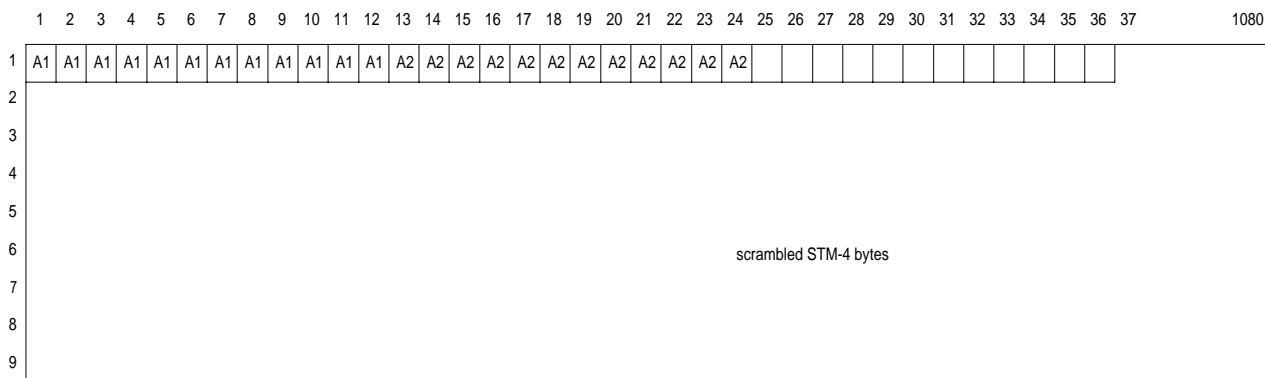 1 2 3 4 5 6 7 8 9 10 11 12 13 14 15 16 17 18 19 20 21 22 23 24 25 26 27 28 29 30 31 32 33 34 35 36 37 1080
1 A1 A1 A1 A1 A1 A1 A1 A1 A1 A1 A1 A1 A2 A2 A2 A2 A2 A2 A2 A2 A2 A2 A2 A2
2
3
4
5
6 scrambled STM-4 bytes
7
8
9